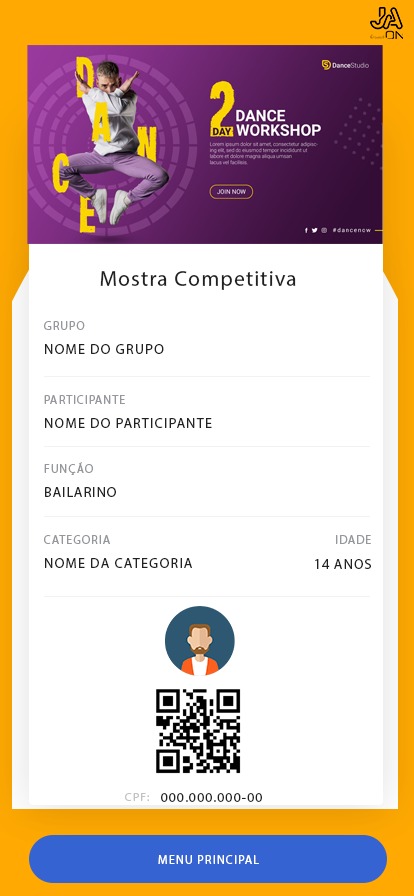 JA
ON
DANCE
DanceStudio
2
DAY
DANCE
WORKSHOP
Lorem ipsum dolor sit amet, consectetur adipisc-
ing elit, sed do eiusmod tempor incididunt ut
labore et dolore magna aliqua.umsan
lacus vel facilisis.
JOIN NOW
#dancenow
Mostra Competitiva
GRUPO
NOME DO GRUPO
PARTICIPANTE
NOME DO PARTICIPANTE
FUNÇÃO
BAILARINO
CATEGORIA IDADE
NOME DA CATEGORIA 14 ANOS
CPF: 000.000.000-00
MENU PRINCIPAL